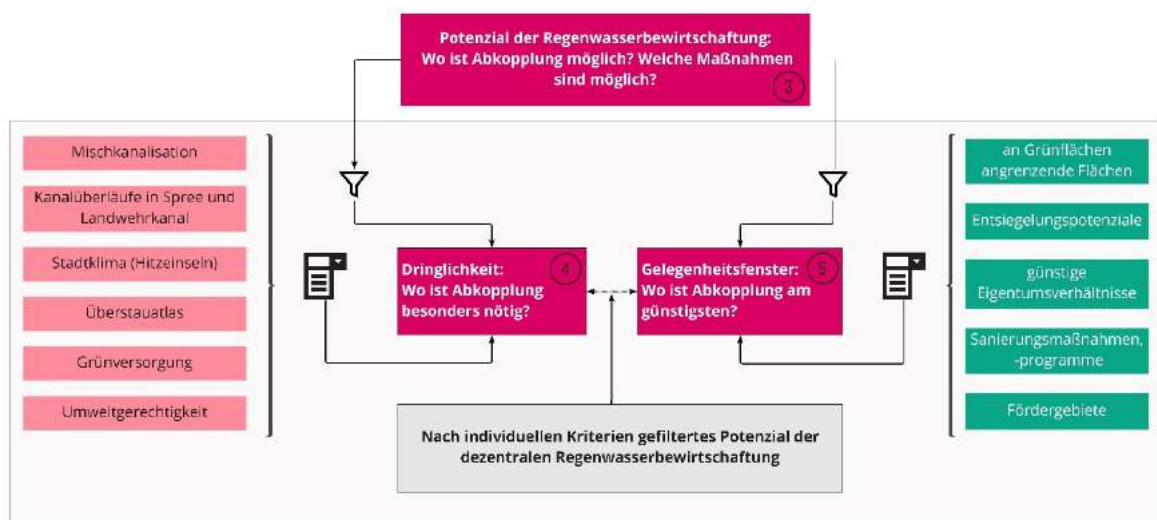 Potenzial der Regenwasserbewirtschaftung:
Wo ist Abkopplung möglich? Welche Maßnahmen
sind möglich?
3
Mischkanalisation
Kanalüberläufe in Spree und
Landwehrkanal
Stadtklima (Hitzeinseln)
Überstauatlas
Grünversorgung
Umweltgerechtigkeit
Dringlichkeit:
Wo ist Abkopplung
besonders nötig?
4
Gelegenheitsfenster:
Wo ist Abkopplung am
günstigsten?
5
an Grünflächen
angrenzende Flächen
Entsiegelungspotenziale
günstige
Eigentumsverhältnisse
Sanierungsmaßnahmen,
-programme
Fördergebiete
Nach individuellen Kriterien gefiltertes Potenzial der
dezentralen Regenwasserbewirtschaftung